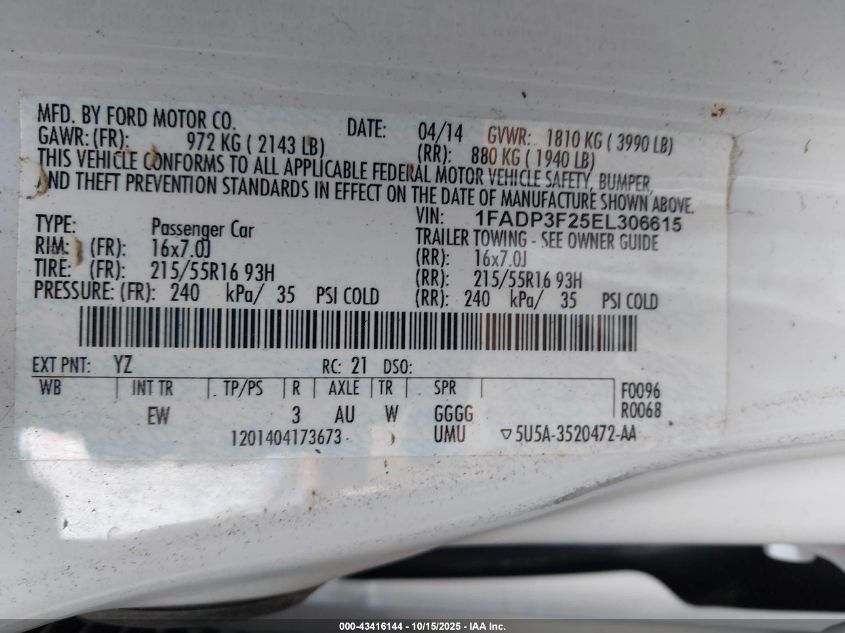 MFD. BY FORD MOTOR CO. DATE: 04/14 GVWR: 1810 KG ( 3990 LB)
GAWR: (FR): 972 KG ( 2143 LB) (RR): 880 KG ( 1940 LB)
THIS VEHICLE CONFORMS TO ALL APPLICABLE FEDERAL MOTOR VEHICLE SAFETY, BUMPER,
AND THEFT PREVENTION STANDARDS IN EFFECT ON THE DATE OF MANUFACTURE SHOWN ABOVE.
VIN: 1FADP3F25EL306615
TYPE: Passenger Car TRAILER TOWING - SEE OWNER GUIDE
RIM: (FR): 16x7.0J (RR): 16x7.0J
TIRE: (FR): 215/55R16 93H (RR): 215/55R16 93H
PRESSURE: (FR): 240 kPa/ 35 PSI COLD (RR): 240 kPa/ 35 PSI COLD
EXT PNT: YZ RC: 21 DSO:
WB INT TR TP/PS R AXLE TR SPR F0096
EW 3 AU W GGGG R0068
1201404173673 UMU ▽5U5A-3520472-AA
000-43416144 | 10/15/2025 - IAA Inc.